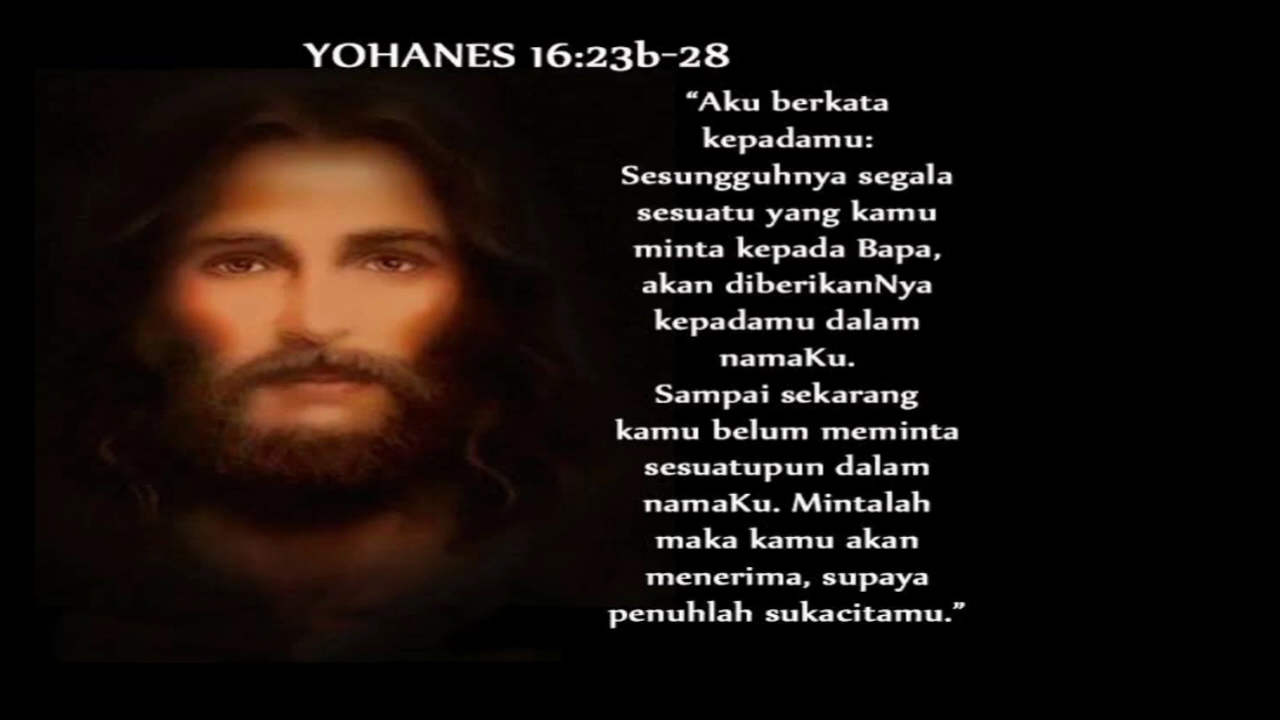 YOHANES 16:23b-28
“Aku berkata
kepadamu:
Sesungguhnya segala
sesuatu yang kamu
minta kepada Bapa,
akan diberikanNya
kepadamu dalam
namaKu.
Sampai sekarang
kamu belum meminta
sesuatupun dalam
namaKu. Mintalah
maka kamu akan
menerima, supaya
penuhlah sukacitamu.”